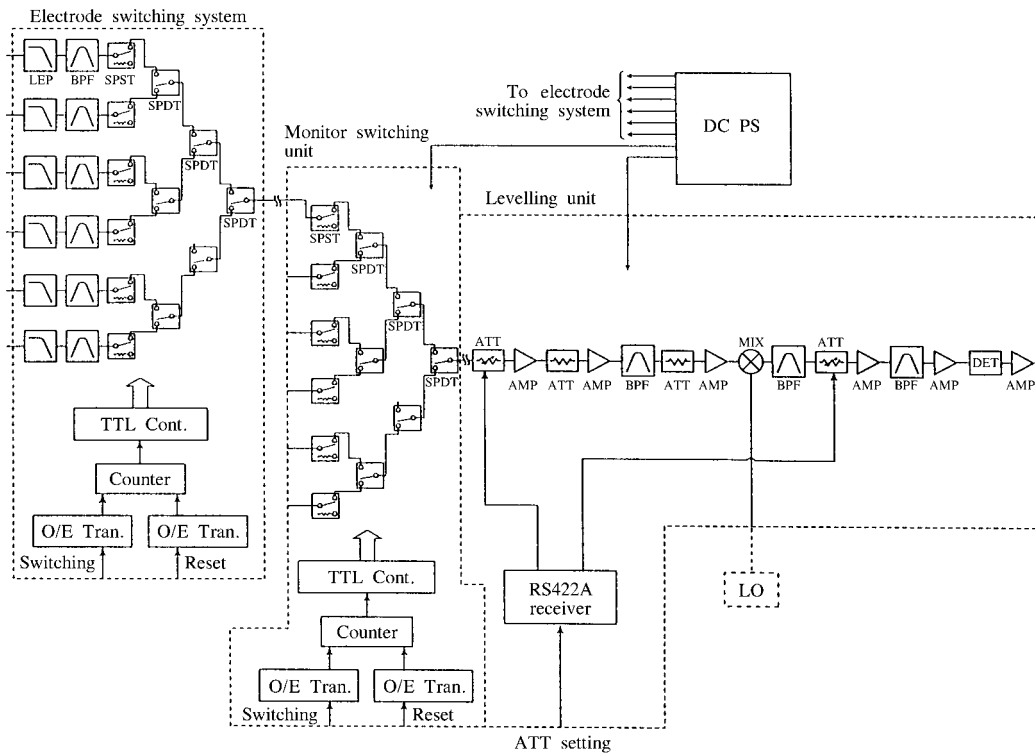 Electrode switching system
LEP BPF SPST
SPDT
SPDT
SPDT
To electrode
switching system
DC PS
Monitor switching
unit
Levelling unit
SPST
SPDT
SPDT
SPDT
ATT
AMP
ATT
AMP
BPF
ATT
AMP
MIX
BPF
ATT
AMP
BPF
AMP
DET
AMP
TTL Cont.
Counter
O/E Tran. O/E Tran.
Switching Reset
TTL Cont.
Counter
O/E Tran. O/E Tran.
Switching Reset
RS422A
receiver
LO
ATT setting